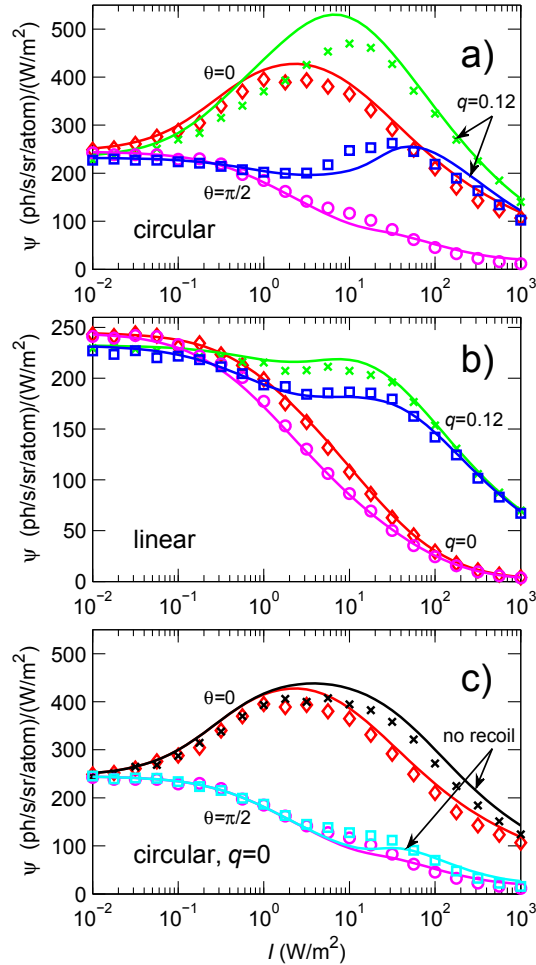 a)
500
400
300
200
100
0
ψ (ph/s/sr/atom)/(W/m²)
θ=0
q=0.12
θ=π/2
circular
10⁻² 10⁻¹ 10⁰ 10¹ 10² 10³
b)
250
200
150
100
50
0
ψ (ph/s/sr/atom)/(W/m²)
q=0.12
q=0
linear
10⁻² 10⁻¹ 10⁰ 10¹ 10² 10³
c)
500
400
300
200
100
0
ψ (ph/s/sr/atom)/(W/m²)
θ=0
no recoil
θ=π/2
circular, q=0
10⁻² 10⁻¹ 10⁰ 10¹ 10² 10³
I (W/m²)